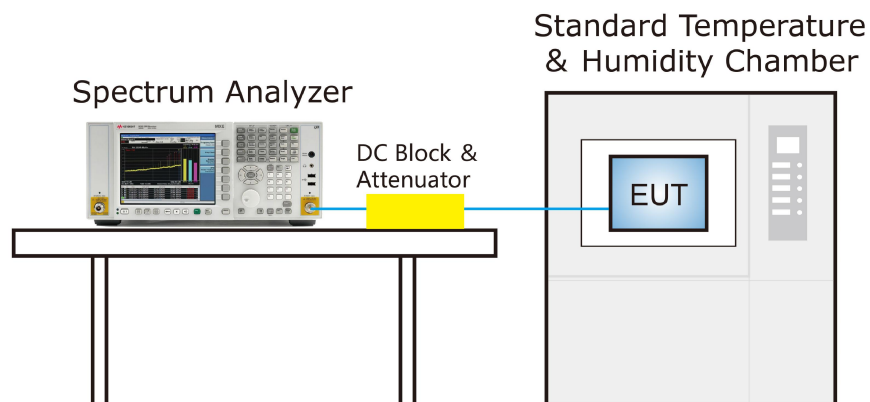 Standard Temperature
& Humidity Chamber
Spectrum Analyzer
DC Block &
Attenuator
EUT